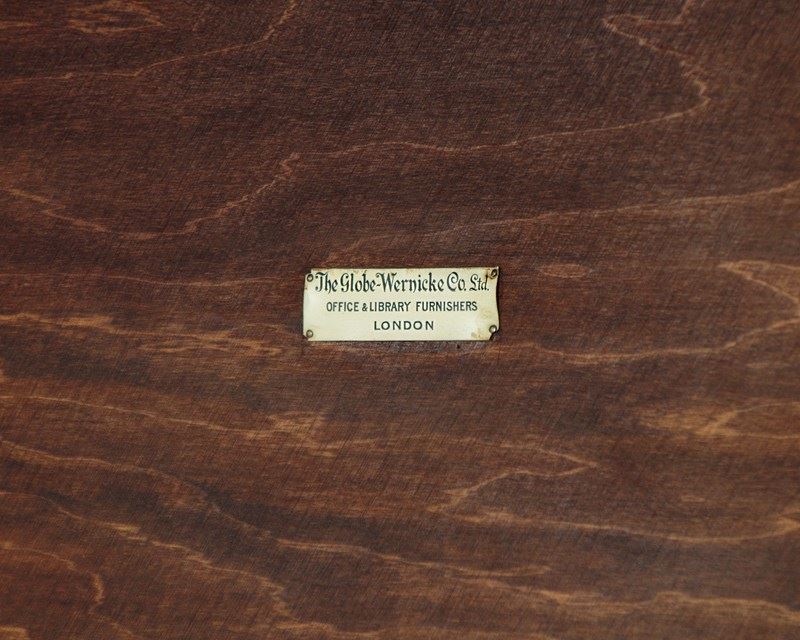 The Globe-Wernicke Co. Ltd.
OFFICE & LIBRARY FURNISHERS
LONDON